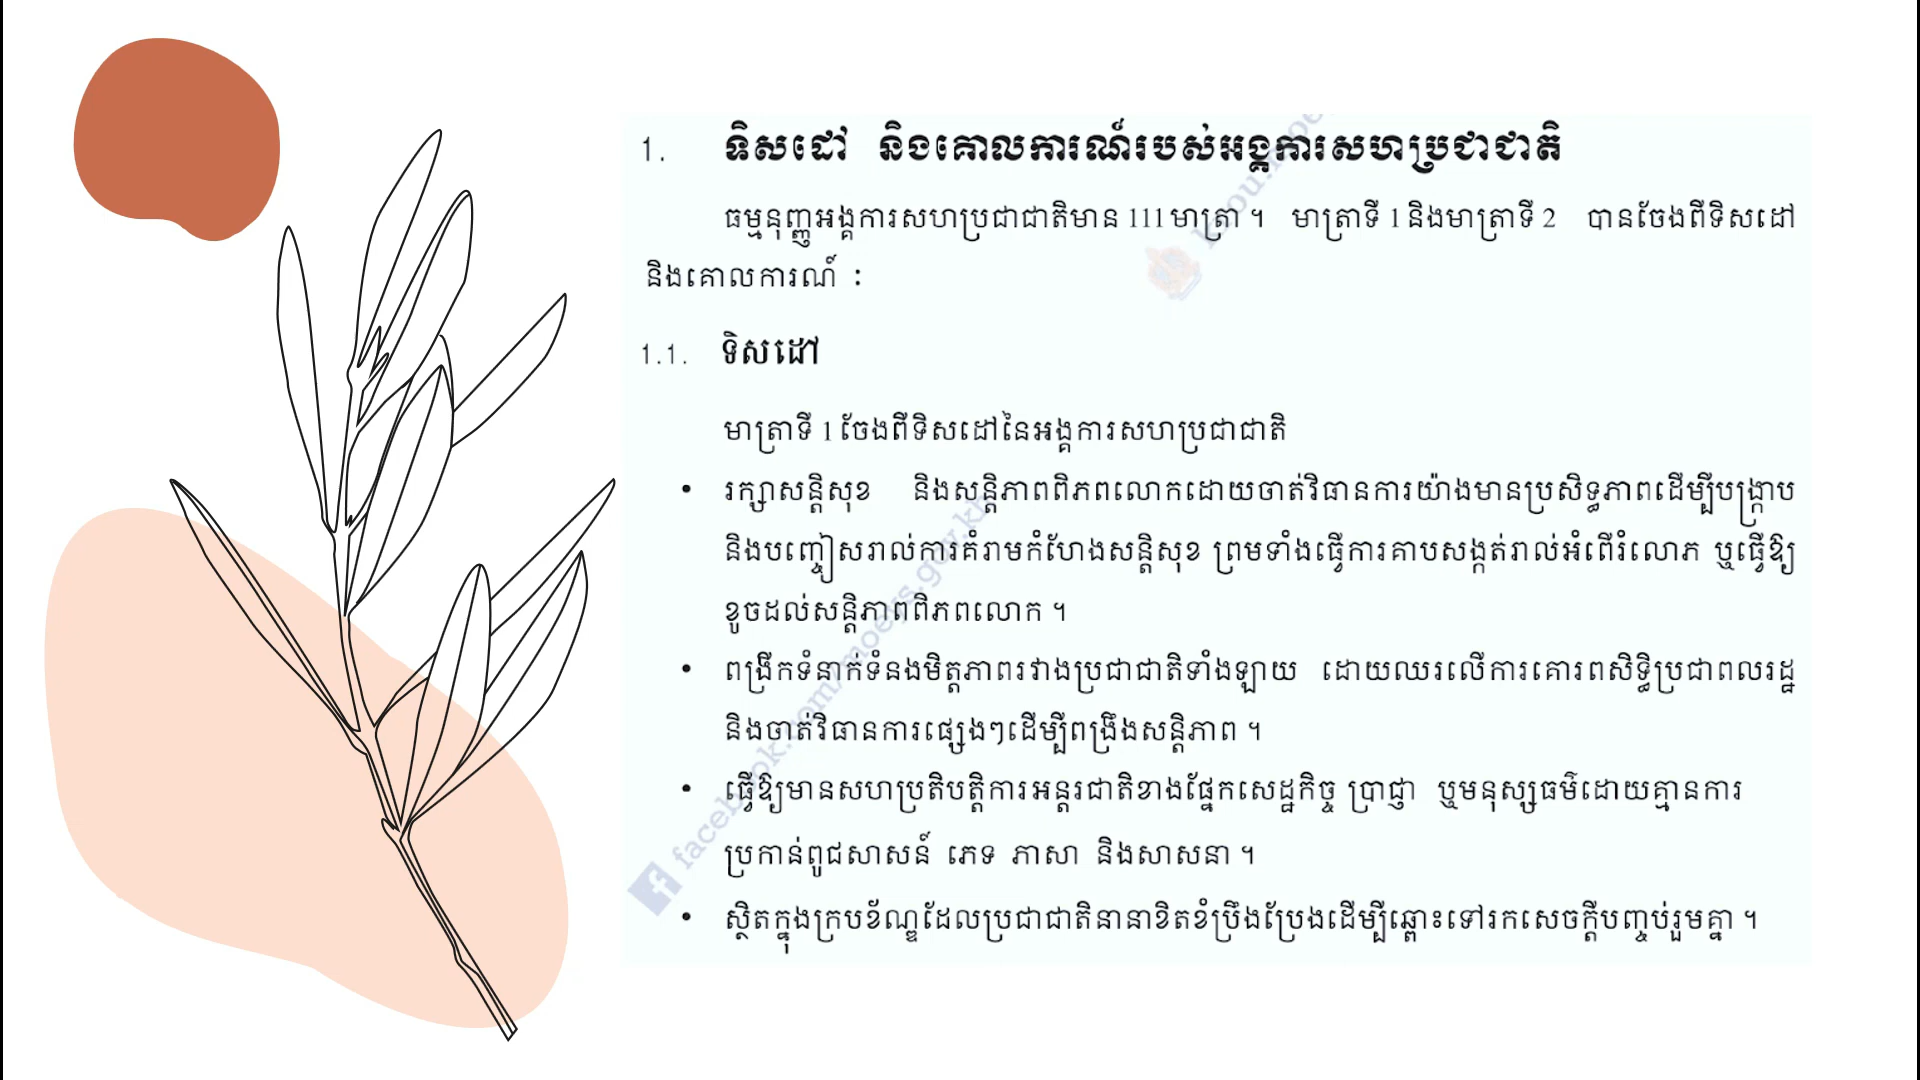 1. ទិសដៅ និងគោលការណ៍របស់អង្គការសហប្រជាជាតិ
ធម្មនុញ្ញអង្គការសហប្រជាជាតិមាន 111 មាត្រា ។ មាត្រាទី 1 និងមាត្រាទី 2 បានចែងពីទិសដៅ
និងគោលការណ៍ :
1.1. ទិសដៅ
មាត្រាទី 1 ចែងពីទិសដៅនៃអង្គការសហប្រជាជាតិ
• រក្សាសន្តិសុខ និងសន្តិភាពពិភពលោកដោយចាត់វិធានការយ៉ាងមានប្រសិទ្ធភាពដើម្បីបង្ក្រាប
និងបញ្ចៀសរាល់ការគំរាមកំហែងសន្តិសុខ ព្រមទាំងធ្វើការគាបសង្កត់រាល់អំពើរំលោភ ឬធ្វើឱ្យ
ខូចដល់សន្តិភាពពិភពលោក ។
• ពង្រីកទំនាក់ទំនងមិត្តភាពរវាងប្រជាជាតិទាំងឡាយ ដោយឈរលើការគោរពសិទ្ធិប្រជាពលរដ្ឋ
និងចាត់វិធានការផ្សេងៗដើម្បីពង្រឹងសន្តិភាព ។
• ធ្វើឱ្យមានសហប្រតិបត្តិការអន្តរជាតិខាងផ្នែកសេដ្ឋកិច្ច ប្រាជ្ញា ឬមនុស្សធម៌ដោយគ្មានការ
ប្រកាន់ពូជសាសន៍ ភេទ ភាសា និងសាសនា ។
• ស្ថិតក្នុងក្របខ័ណ្ឌដែលប្រជាជាតិនានាខិតខំប្រឹងប្រែងដើម្បីឆ្ពោះទៅរកសេចក្តីបញ្ចប់រួមគ្នា ។
facebook.com/moeys.gov.kh